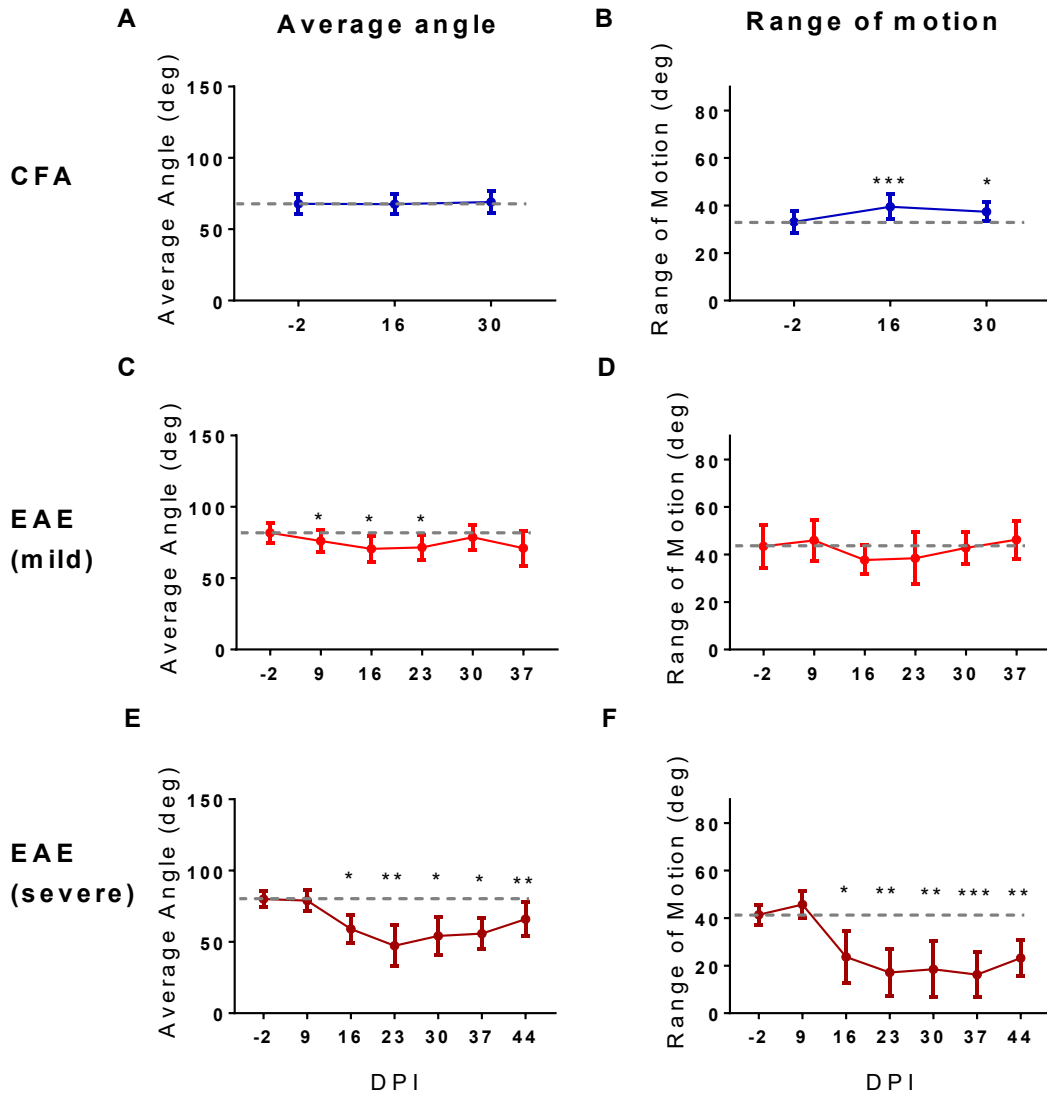 A
Average angle
B
Range of motion
CFA
Average Angle (deg)
150
100
50
0
-2 16 30
Range of Motion (deg)
80
60
40
20
0
*** *
-2 16 30
C
D
EAE
(mild)
Average Angle (deg)
150
100
50
0
* * *
-2 9 16 23 30 37
Range of Motion (deg)
80
60
40
20
0
-2 9 16 23 30 37
E
F
EAE
(severe)
Average Angle (deg)
150
100
50
0
* ** * * **
-2 9 16 23 30 37 44
DPI
Range of Motion (deg)
80
60
40
20
0
* ** ** *** **
-2 9 16 23 30 37 44
DPI